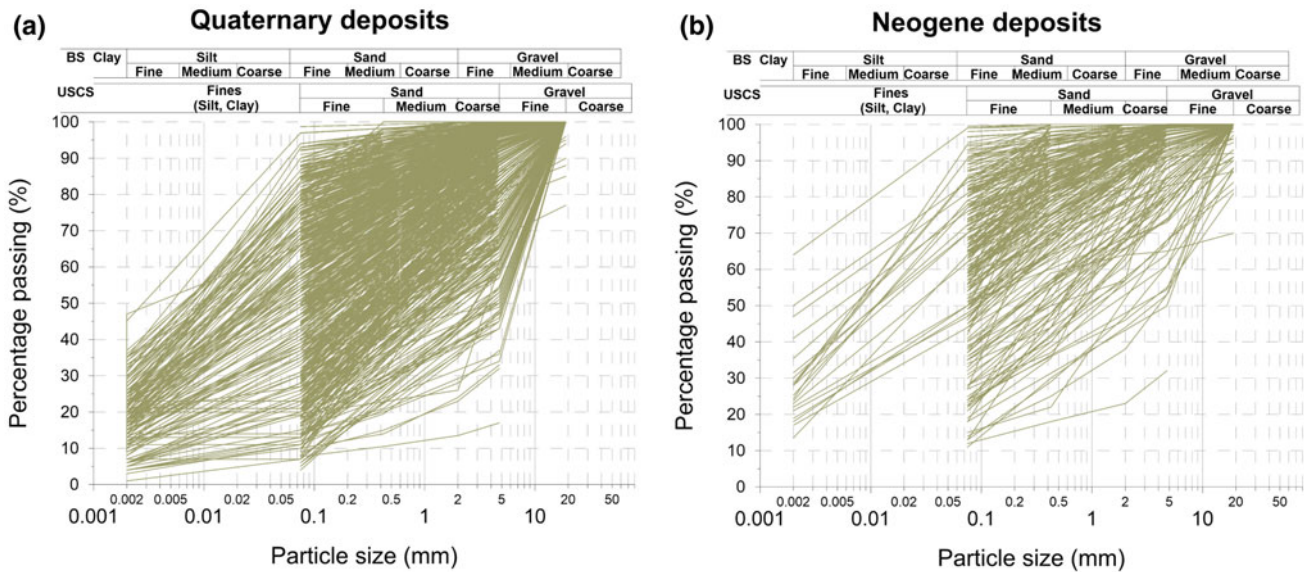 (a) Quaternary deposits
BS Clay Silt Sand Gravel
Fine Medium Coarse Fine Medium Coarse Fine Medium Coarse
USCS Fines (Silt, Clay) Sand Gravel
Fine Medium Coarse Fine Coarse
Percentage passing (%)
100
90
80
70
60
50
40
30
20
10
0
0.002 0.005 0.02 0.05 0.2 0.5 2 5 20 50
0.001 0.01 0.1 1 10
Particle size (mm)
(b) Neogene deposits
BS Clay Silt Sand Gravel
Fine Medium Coarse Fine Medium Coarse Fine Medium Coarse
USCS Fines (Silt, Clay) Sand Gravel
Fine Medium Coarse Fine Coarse
Percentage passing (%)
100
90
80
70
60
50
40
30
20
10
0
0.002 0.005 0.02 0.05 0.2 0.5 2 5 20 50
0.001 0.01 0.1 1 10
Particle size (mm)